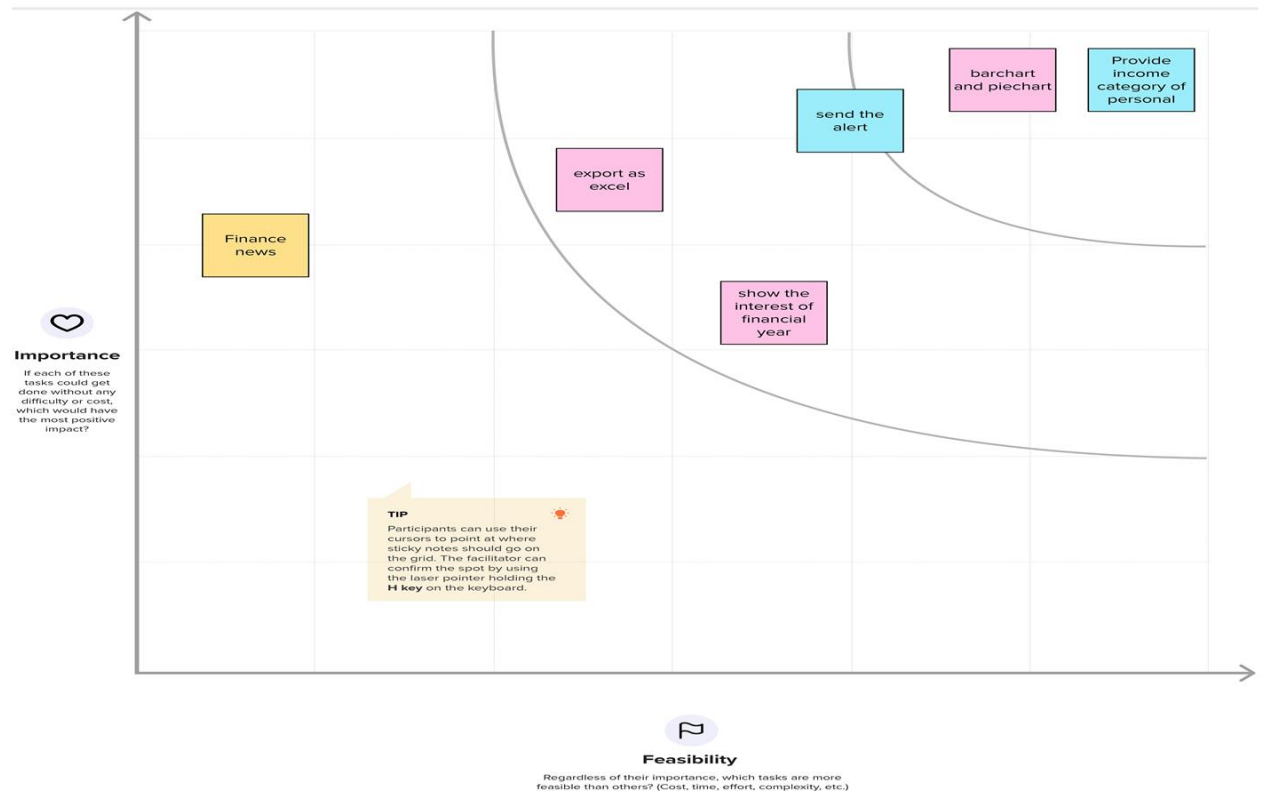 barchart
and piechart
Provide
income
category of
personal
send the
alert
export as
excel
Finance
news
show the
interest of
financial
year
Importance
If each of these
tasks could get
done without any
difficulty or cost,
which would have
the most positive
impact?
TIP
Participants can use their
cursors to point at where
sticky notes should go on
the grid. The facilitator can
confirm the spot by using
the laser pointer holding the
H key on the keyboard.
Feasibility
Regardless of their importance, which tasks are more
feasible than others? (Cost, time, effort, complexity, etc.)